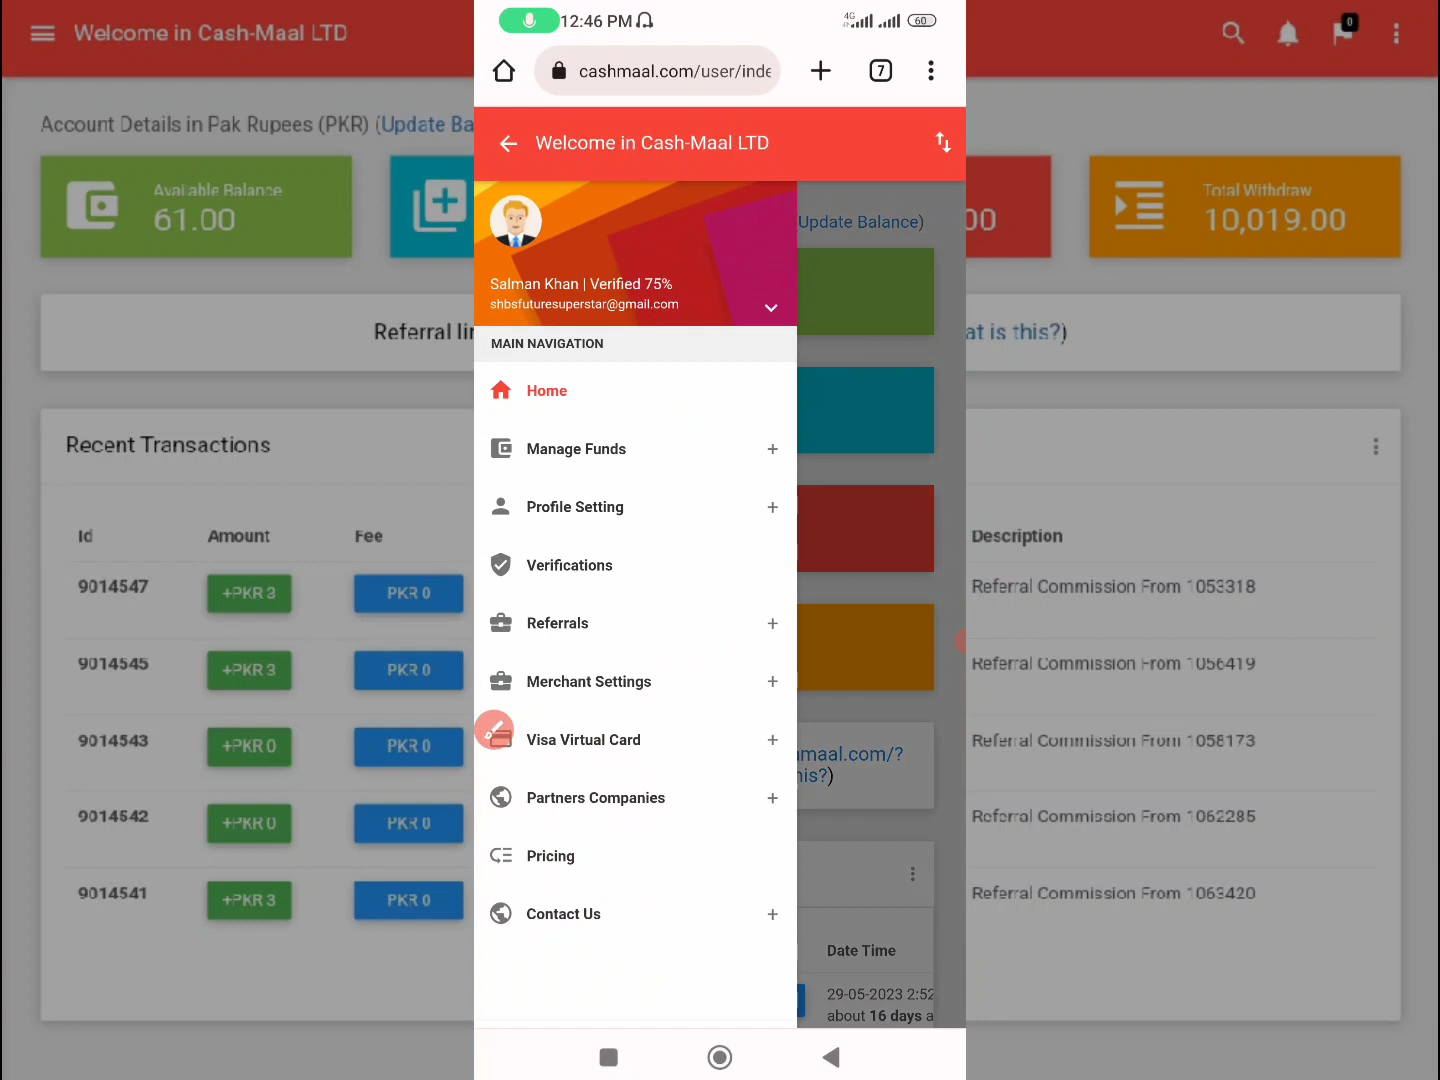 Welcome in Cash-Maal LTD
0
Account Details in Pak Rupees (PKR) (Update Ba
Available Balance
61.00
00
Total Withdraw
10,019.00
Referral lin
at is this?)
Recent Transactions
Id Amount Fee Description
9014547 +PKR 3 PKR 0 Referral Commission From 1053318
9014545 +PKR 3 PKR 0 Referral Commission From 1056419
9014543 +PKR 0 PKR 0 Referral Commission From 1058173
9014542 +PKR 0 PKR 0 Referral Commission From 1062285
9014541 +PKR 3 PKR 0 Referral Commission From 1063420
12:46 PM 4G 60
cashmaal.com/user/inde 7
Welcome in Cash-Maal LTD
Update Balance)
Salman Khan | Verified 75%
shbsfuturesuperstar@gmail.com
MAIN NAVIGATION
Home
Manage Funds +
Profile Setting +
Verifications
Referrals +
Merchant Settings +
Visa Virtual Card +
Partners Companies +
Pricing
Contact Us +
maal.com/?
his?)
Date Time
29-05-2023 2:52
about 16 days a